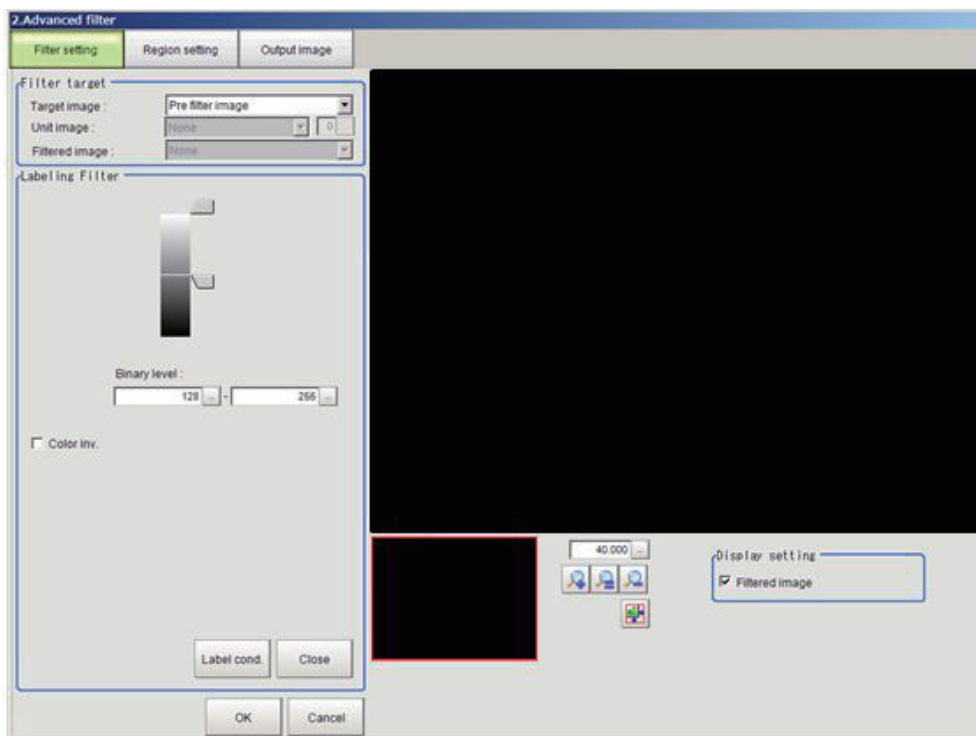 2.Advanced filter
Filter setting
Region setting
Output image
Filter target
Target image :
Pre filter image
Unit image :
None
0
Filtered image :
None
Labeling Filter
Binary level :
128 ... - 256 ...
Color inv.
40.000 ...
Display setting
Filtered image
Label cond.
Close
OK
Cancel